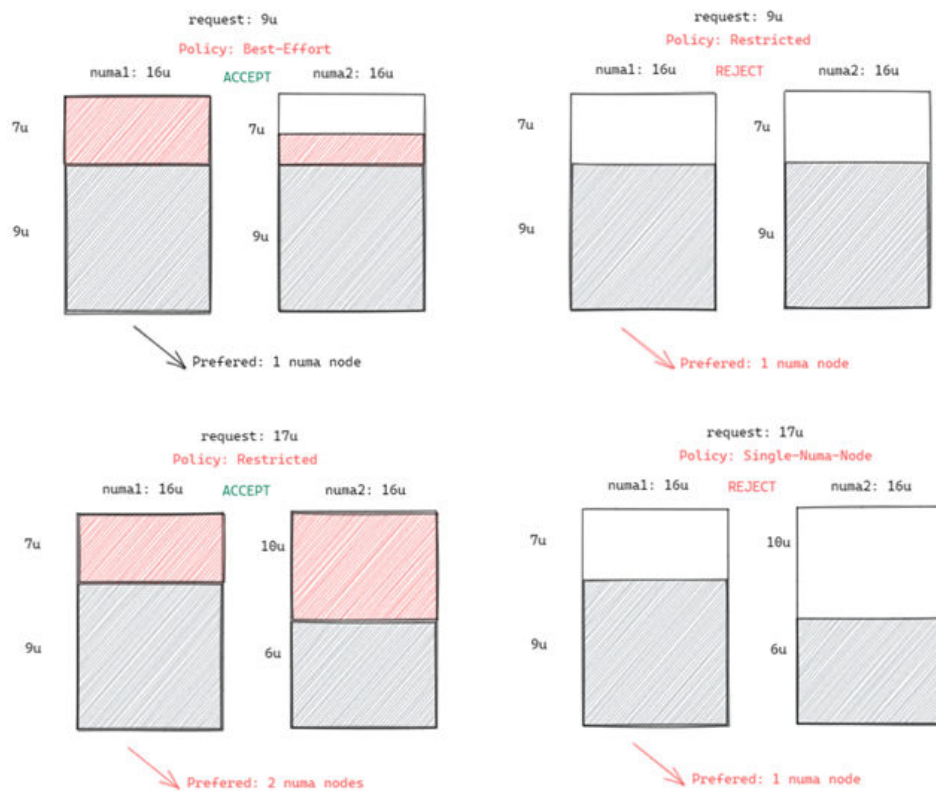 request: 9u
Policy: Best-Effort
numa1: 16u ACCEPT numa2: 16u
7u
7u
9u
9u
Prefered: 1 numa node
request: 9u
Policy: Restricted
numa1: 16u REJECT numa2: 16u
7u
7u
9u
9u
Prefered: 1 numa node
request: 17u
Policy: Restricted
numa1: 16u ACCEPT numa2: 16u
7u
10u
9u
6u
Prefered: 2 numa nodes
request: 17u
Policy: Single-Numa-Node
numa1: 16u REJECT numa2: 16u
7u
10u
9u
6u
Prefered: 1 numa node